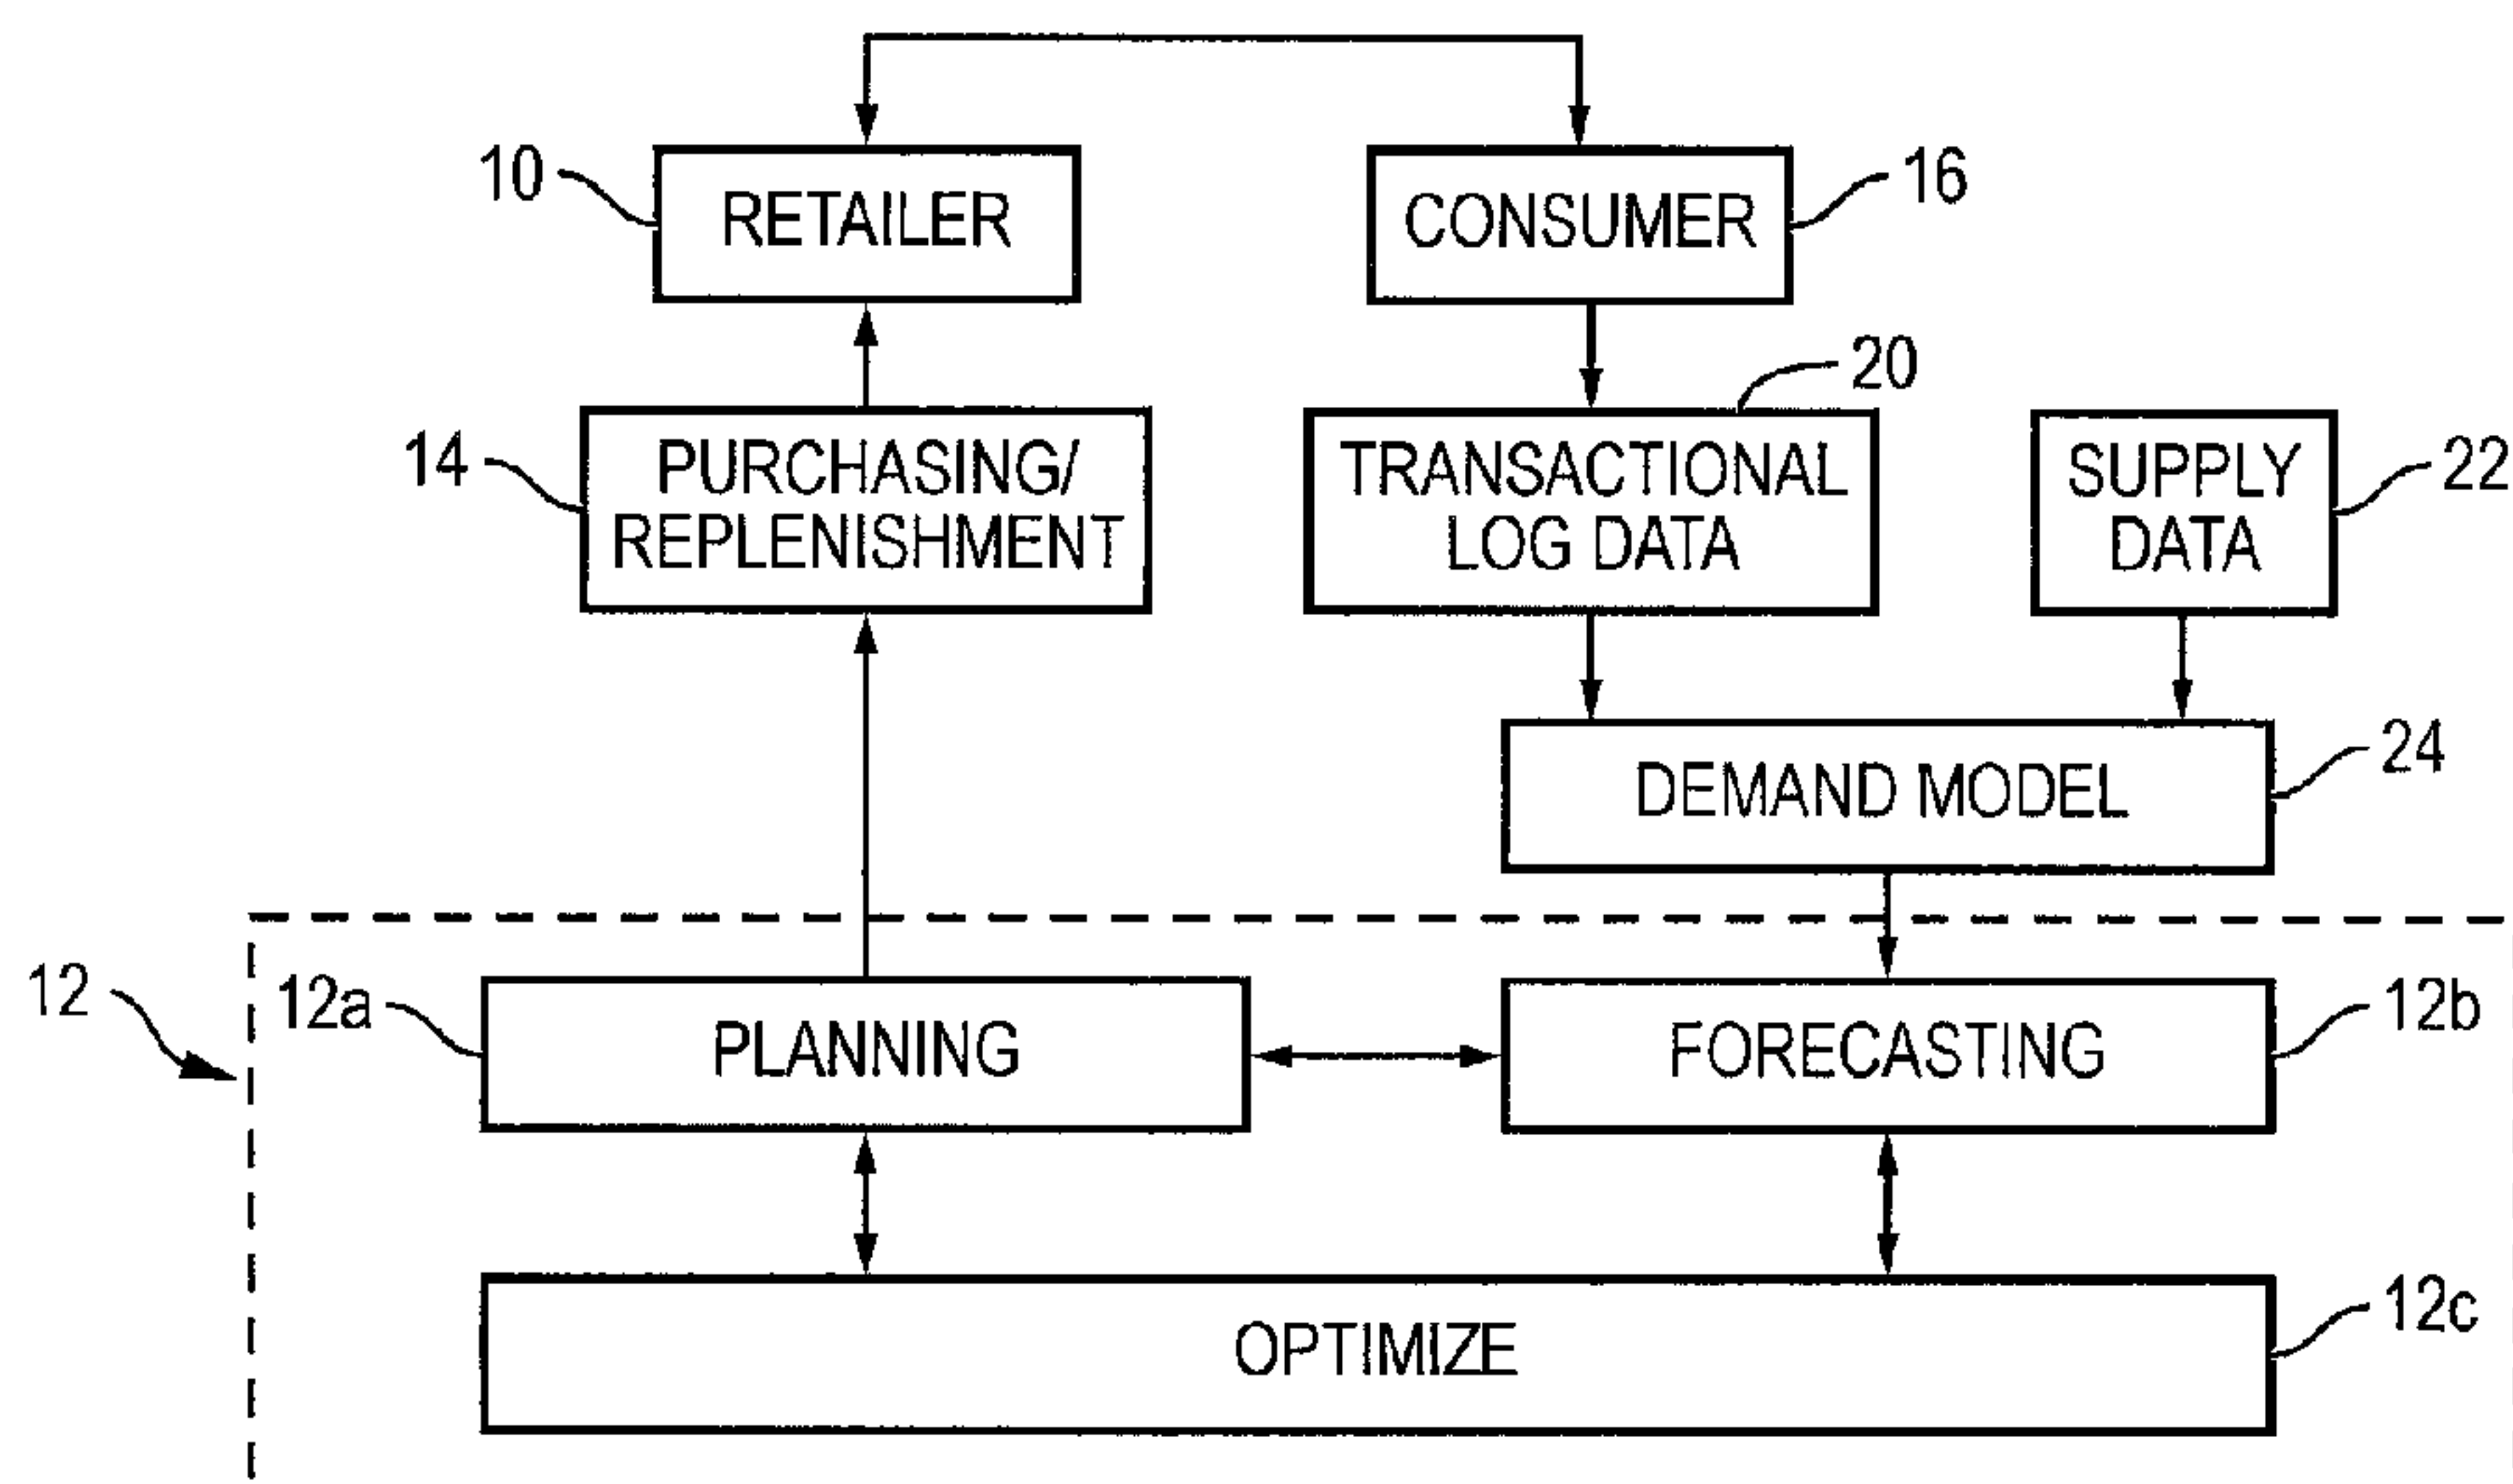 10
RETAILER
CONSUMER
16
14
PURCHASING/
REPLENISHMENT
20
TRANSACTIONAL
LOG DATA
SUPPLY
DATA
22
DEMAND MODEL
24
12
12a
PLANNING
FORECASTING
12b
OPTIMIZE
12c